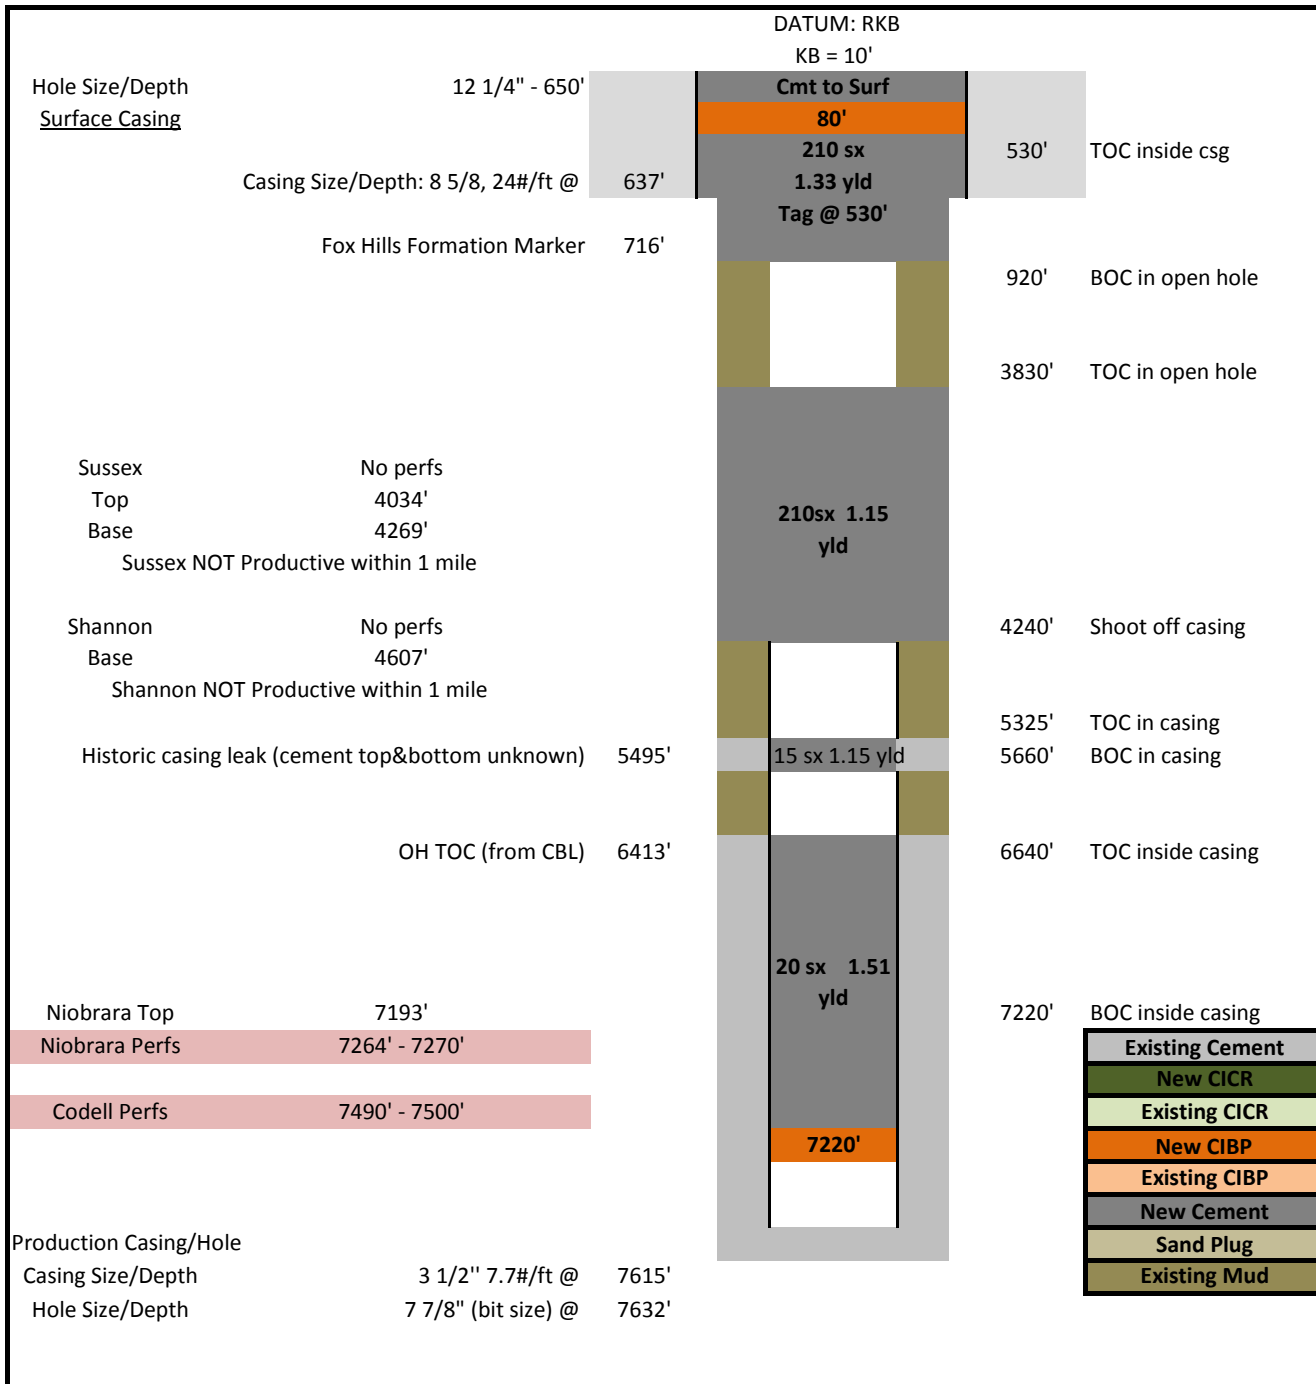 DATUM: RKB
KB = 10'
Hole Size/Depth 12 1/4" - 650' Cmt to Surf
Surface Casing 80'
210 sx 530' TOC inside csg
Casing Size/Depth: 8 5/8, 24#/ft @ 637' 1.33 yld
Tag @ 530'
Fox Hills Formation Marker 716'
920' BOC in open hole
3830' TOC in open hole
Sussex No perfs
Top 4034'
Base 4269'
210sx 1.15
yld
Sussex NOT Productive within 1 mile
Shannon No perfs 4240' Shoot off casing
Base 4607'
Shannon NOT Productive within 1 mile
5325' TOC in casing
Historic casing leak (cement top&bottom unknown) 5495' 15 sx 1.15 yld 5660' BOC in casing
OH TOC (from CBL) 6413' 6640' TOC inside casing
20 sx 1.51
yld
Niobrara Top 7193' 7220' BOC inside casing
Niobrara Perfs 7264' - 7270' Existing Cement
New CICR
Codell Perfs 7490' - 7500' Existing CICR
7220' New CIBP
Existing CIBP
New Cement
Production Casing/Hole Sand Plug
Casing Size/Depth 3 1/2'' 7.7#/ft @ 7615' Existing Mud
Hole Size/Depth 7 7/8" (bit size) @ 7632'